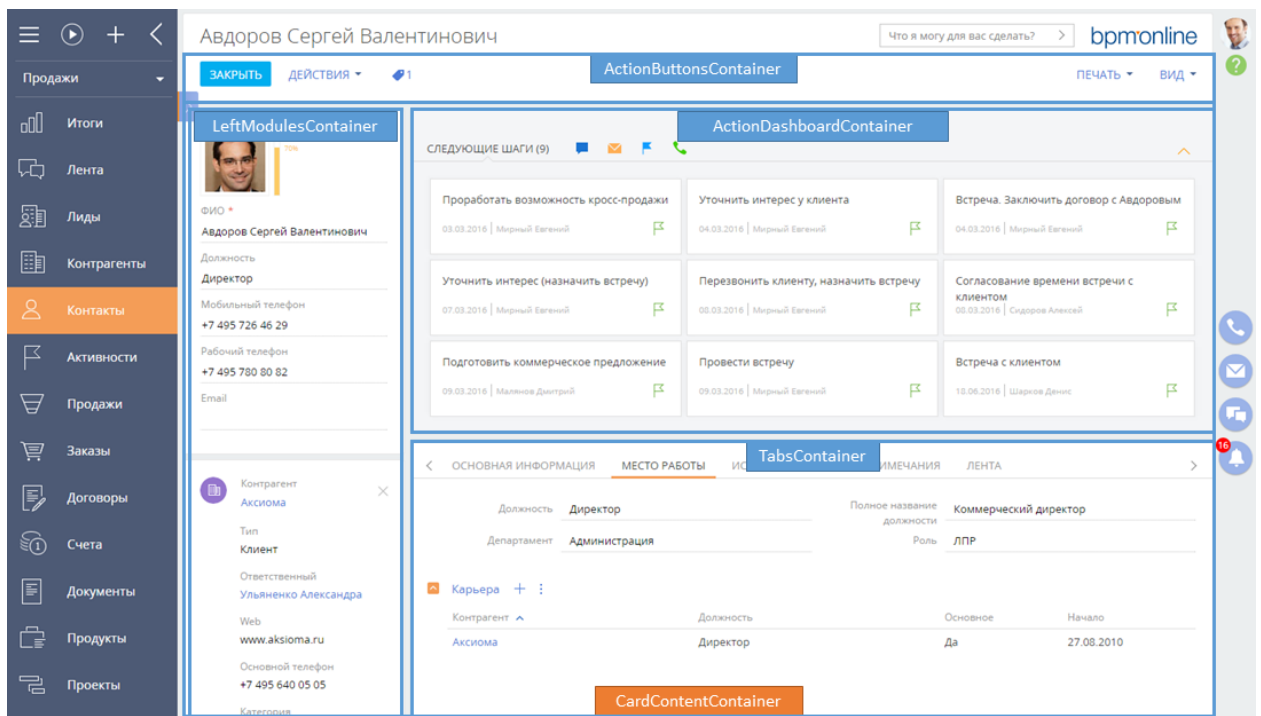 Авдоров Сергей Валентинович
Что я могу для вас сделать?
bpmonline
Продажи
ЗАКРЫТЬ
ДЕЙСТВИЯ
1
ActionButtonsContainer
ПЕЧАТЬ
ВИД
Итоги
Лента
Лиды
Контрагенты
Контакты
Активности
Продажи
Заказы
Договоры
Счета
Документы
Продукты
Проекты
LeftModulesContainer
70%
ФИО *
Авдоров Сергей Валентинович
Должность
Директор
Мобильный телефон
+7 495 726 46 29
Рабочий телефон
+7 495 780 80 82
Email
Контрагент
Аксиома
Тип
Клиент
Ответственный
Ульяненко Александра
Web
www.aksioma.ru
Основной телефон
+7 495 640 05 05
Категория
ActionDashboardContainer
СЛЕДУЮЩИЕ ШАГИ (9)
Проработать возможность кросс-продажи
03.03.2016 | Мирный Евгений
Уточнить интерес у клиента
04.03.2016 | Мирный Евгений
Встреча. Заключить договор с Авдоровым
04.03.2016 | Мирный Евгений
Уточнить интерес (назначить встречу)
07.03.2016 | Мирный Евгений
Перезвонить клиенту, назначить встречу
08.03.2016 | Мирный Евгений
Согласование времени встречи с
клиентом
08.03.2016 | Сидоров Алексей
Подготовить коммерческое предложение
09.03.2016 | Малянов Дмитрий
Провести встречу
09.03.2016 | Мирный Евгений
Встреча с клиентом
18.06.2016 | Шарков Денис
TabsContainer
ОСНОВНАЯ ИНФОРМАЦИЯ
МЕСТО РАБОТЫ
ЛЕНТА
Должность Директор
Полное название
должности
Коммерческий директор
Департамент Администрация
Роль ЛПР
Карьера
Контрагент Должность Основное Начало
Аксиома Директор Да 27.08.2010
CardContentContainer
16